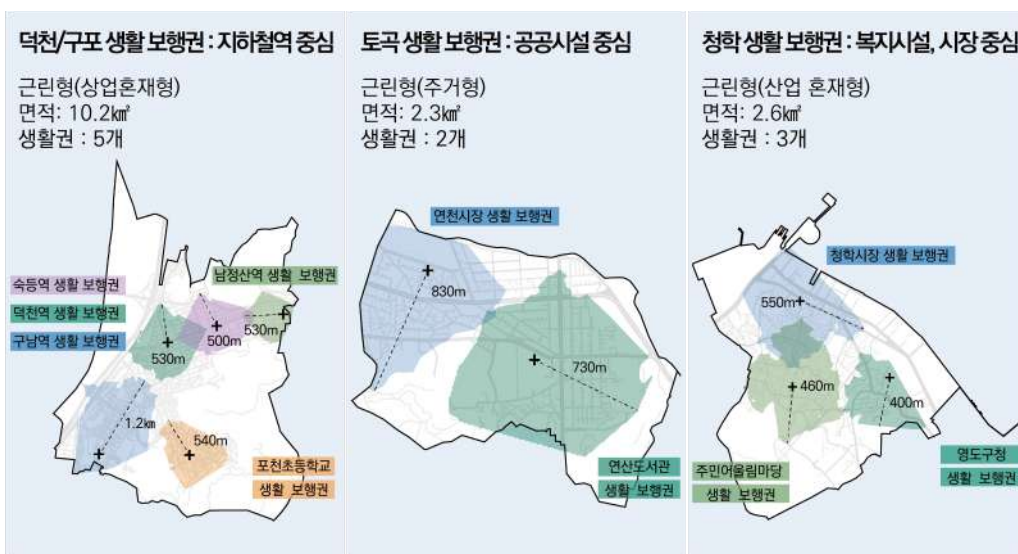 덕천/구포 생활 보행권 : 지하철역 중심
근린형(상업혼재형)
면적: 10.2㎢
생활권 : 5개
숙등역 생활 보행권
남정산역 생활 보행권
덕천역 생활 보행권
구남역 생활 보행권
530m
500m
530m
1.2㎞
540m
포천초등학교
생활 보행권
토곡 생활 보행권 : 공공시설 중심
근린형(주거형)
면적: 2.3㎢
생활권 : 2개
연천시장 생활 보행권
830m
730m
연산도서관
생활 보행권
청학 생활 보행권 : 복지시설, 시장 중심
근린형(산업 혼재형)
면적: 2.6㎢
생활권 : 3개
청학시장 생활 보행권
550m
460m
400m
주민어울림마당
생활 보행권
영도구청
생활 보행권